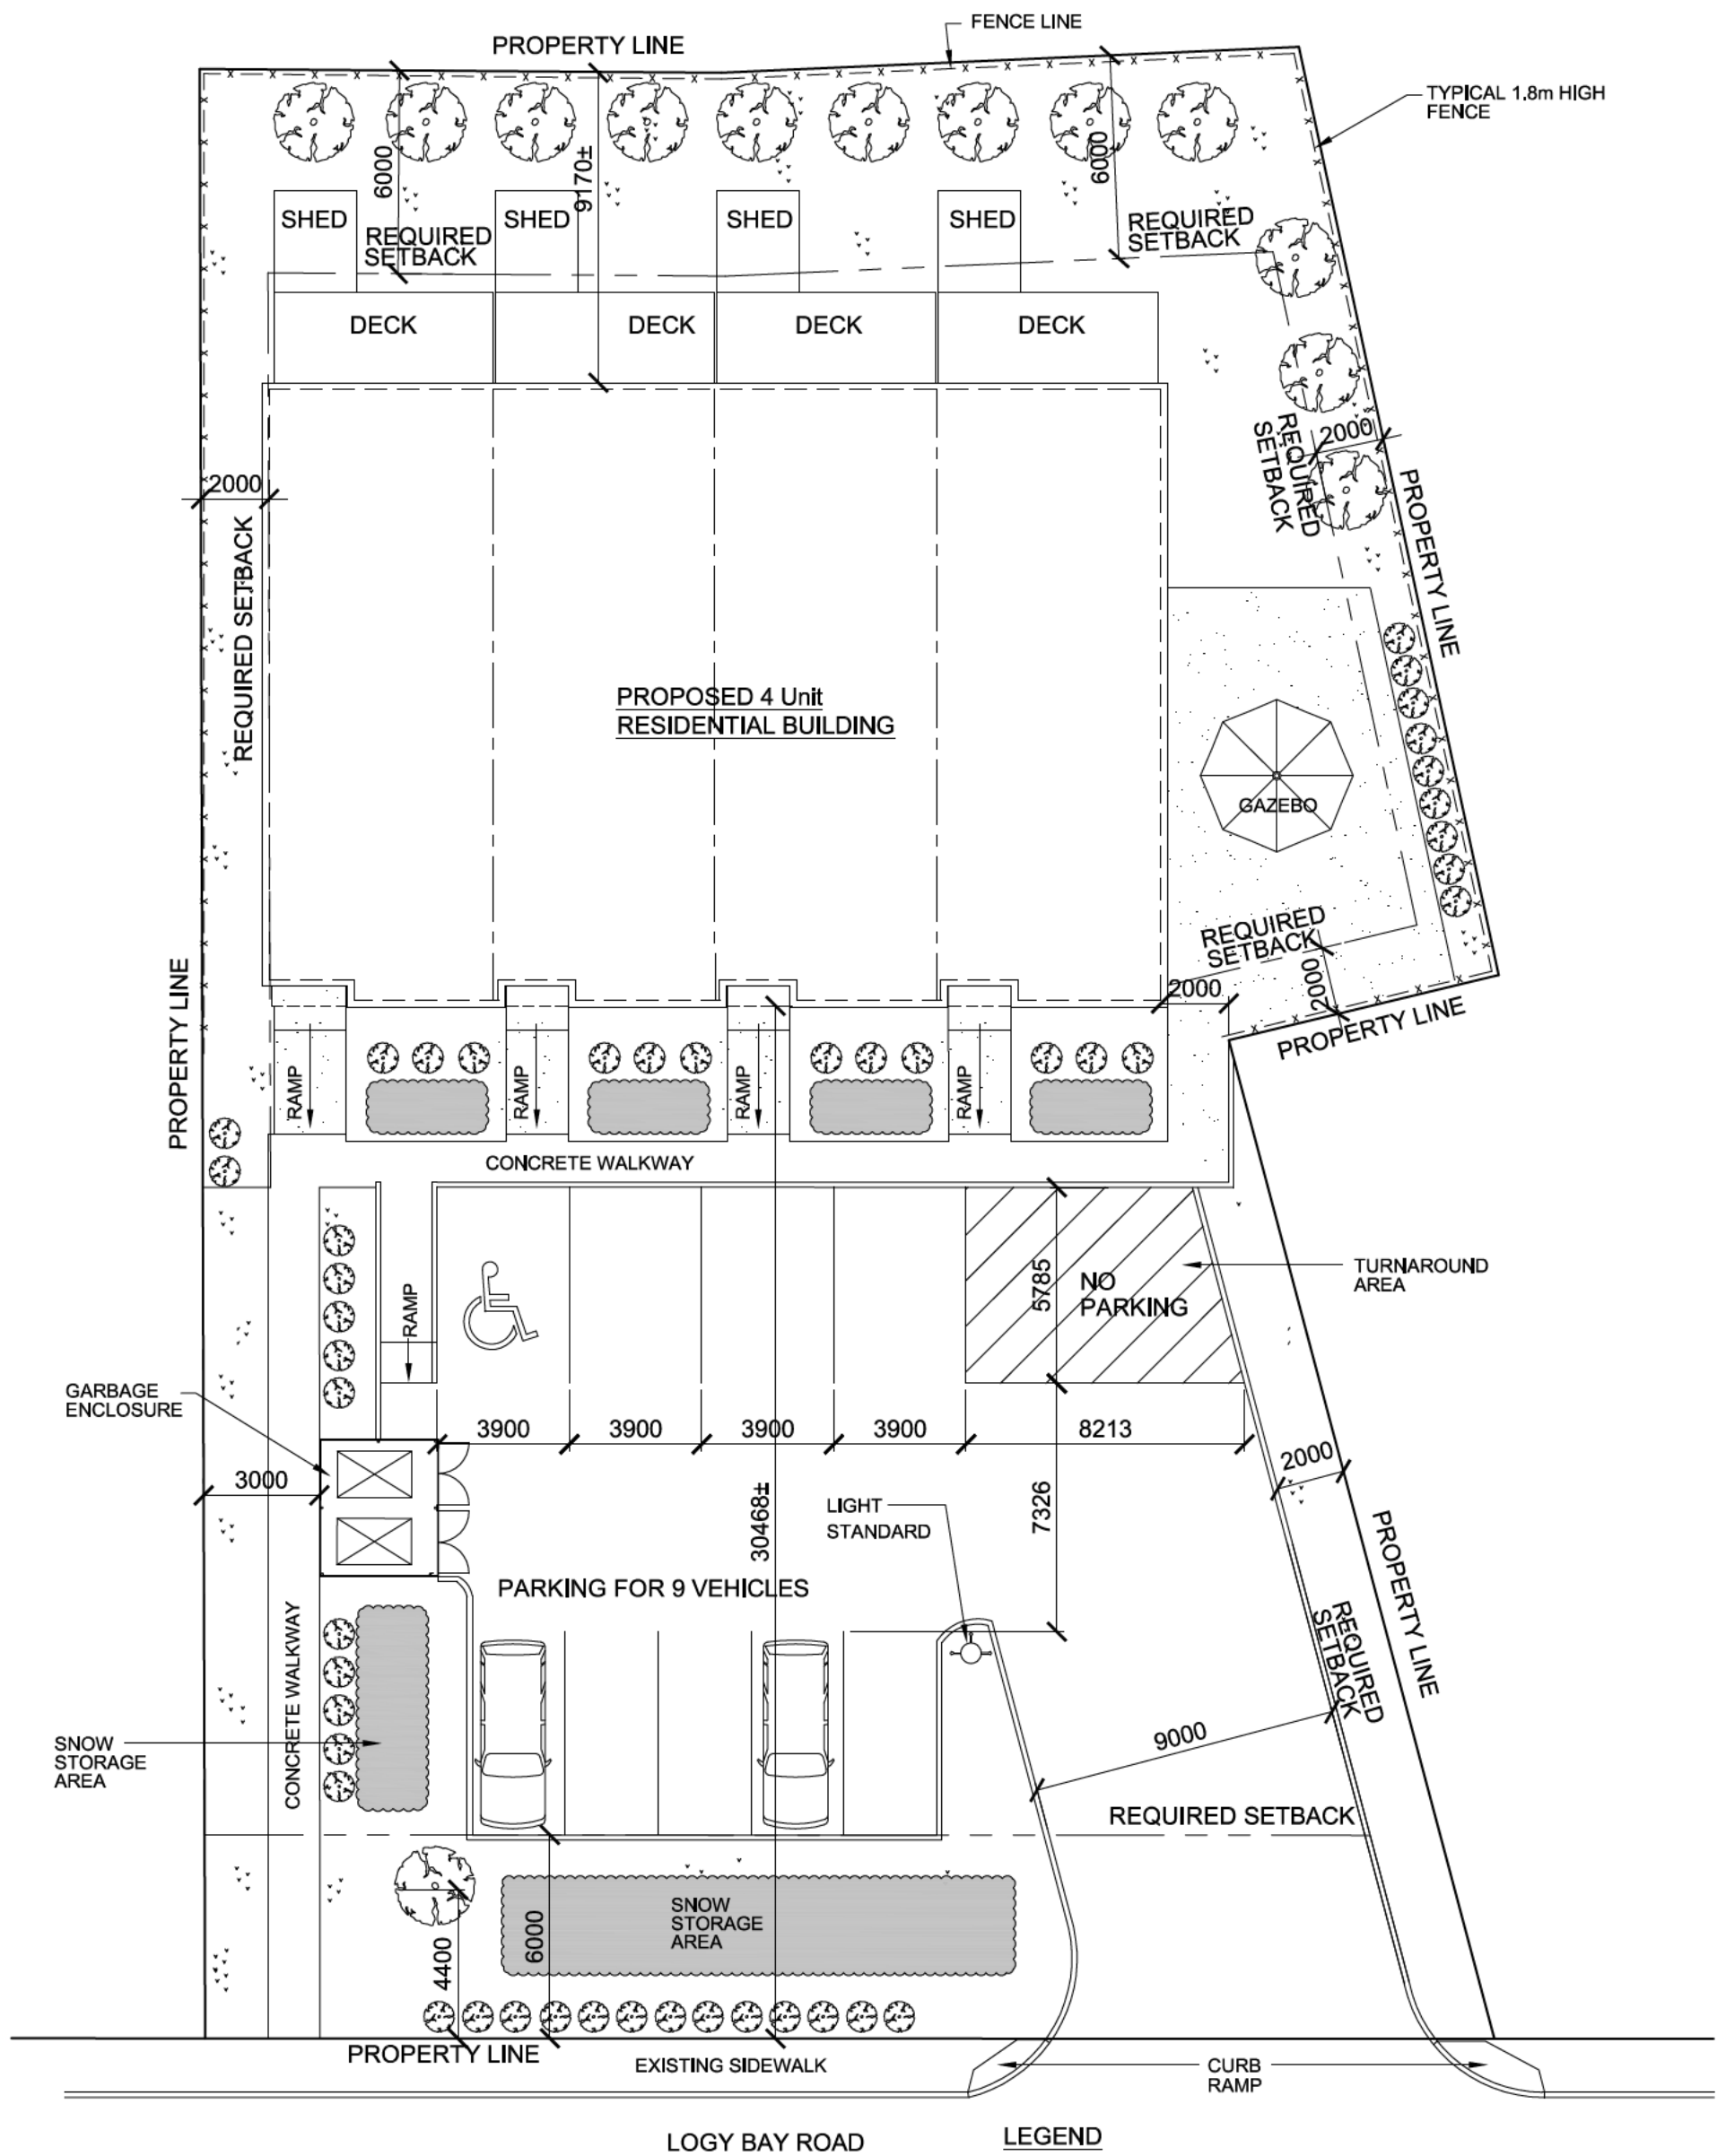 FENCE LINE
PROPERTY LINE
TYPICAL 1.8m HIGH
FENCE
6000
9170±
6000
SHED
SHED
SHED
SHED
REQUIRED
SETBACK
REQUIRED
SETBACK
DECK
DECK
DECK
DECK
2000
REQUIRED
SETBACK
2000
PROPERTY LINE
REQUIRED SETBACK
PROPOSED 4 Unit
RESIDENTIAL BUILDING
GAZEBO
REQUIRED
SETBACK
2000
2000
PROPERTY LINE
PROPERTY LINE
RAMP
RAMP
RAMP
RAMP
CONCRETE WALKWAY
RAMP
5785
NO
PARKING
TURNAROUND
AREA
GARBAGE
ENCLOSURE
3900
3900
3900
3900
8213
3000
2000
30468±
7326
LIGHT
STANDARD
PARKING FOR 9 VEHICLES
PROPERTY LINE
REQUIRED
SETBACK
CONCRETE WALKWAY
SNOW
STORAGE
AREA
9000
REQUIRED SETBACK
4400
6000
SNOW
STORAGE
AREA
PROPERTY LINE
EXISTING SIDEWALK
CURB
RAMP
LOGY BAY ROAD
LEGEND